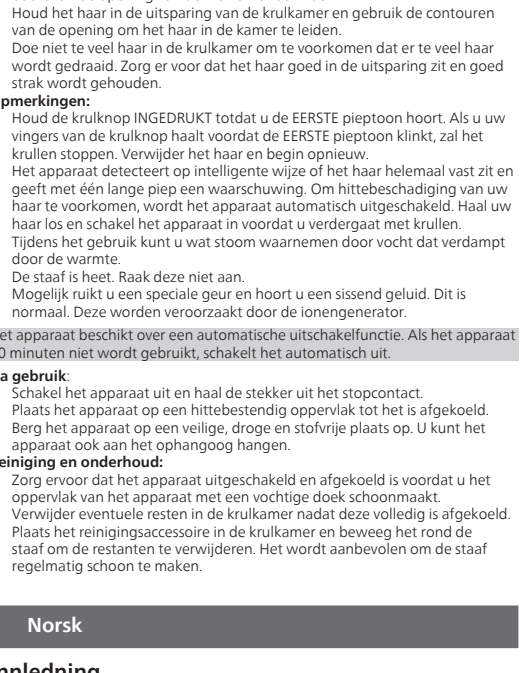 Houd het haar in de uitsparing van de krulkamer en gebruik de contouren
van de opening om het haar in de kamer te leiden.
Doe niet te veel haar in de krulkamer om te voorkomen dat er te veel haar
wordt gedraaid. Zorg er voor dat het haar goed in de uitsparing zit en goed
strak wordt gehouden.
pmerkingen:
Houd de krulknop INGEDRUKT totdat u de EERSTE pieptoon hoort. Als u uw
vingers van de krulknop haalt voordat de EERSTE pieptoon klinkt, zal het
krullen stoppen. Verwijder het haar en begin opnieuw.
Het apparaat detecteert op intelligente wijze of het haar helemaal vast zit en
geeft met één lange piep een waarschuwing. Om hittebeschadiging van uw
haar te voorkomen, wordt het apparaat automatisch uitgeschakeld. Haal uw
haar los en schakel het apparaat in voordat u verdergaat met krullen.
Tijdens het gebruik kunt u wat stoom waarnemen door vocht dat verdampt
door de warmte.
De staaf is heet. Raak deze niet aan.
Mogelijk ruikt u een speciale geur en hoort u een sissend geluid. Dit is
normaal. Deze worden veroorzaakt door de ionengenerator.
et apparaat beschikt over een automatische uitschakelfunctie. Als het apparaat
0 minuten niet wordt gebruikt, schakelt het automatisch uit.
a gebruik:
Schakel het apparaat uit en haal de stekker uit het stopcontact.
Plaats het apparaat op een hittebestendig oppervlak tot het is afgekoeld.
Berg het apparaat op een veilige, droge en stofvrije plaats op. U kunt het
apparaat ook aan het ophangoog hangen.
einiging en onderhoud:
Zorg ervoor dat het apparaat uitgeschakeld en afgekoeld is voordat u het
oppervlak van het apparaat met een vochtige doek schoonmaakt.
Verwijder eventuele resten in de krulkamer nadat deze volledig is afgekoeld.
Plaats het reinigingsaccessoire in de krulkamer en beweeg het rond de
staaf om de restanten te verwijderen. Het wordt aanbevolen om de staaf
regelmatig schoon te maken.
Norsk
nnledning